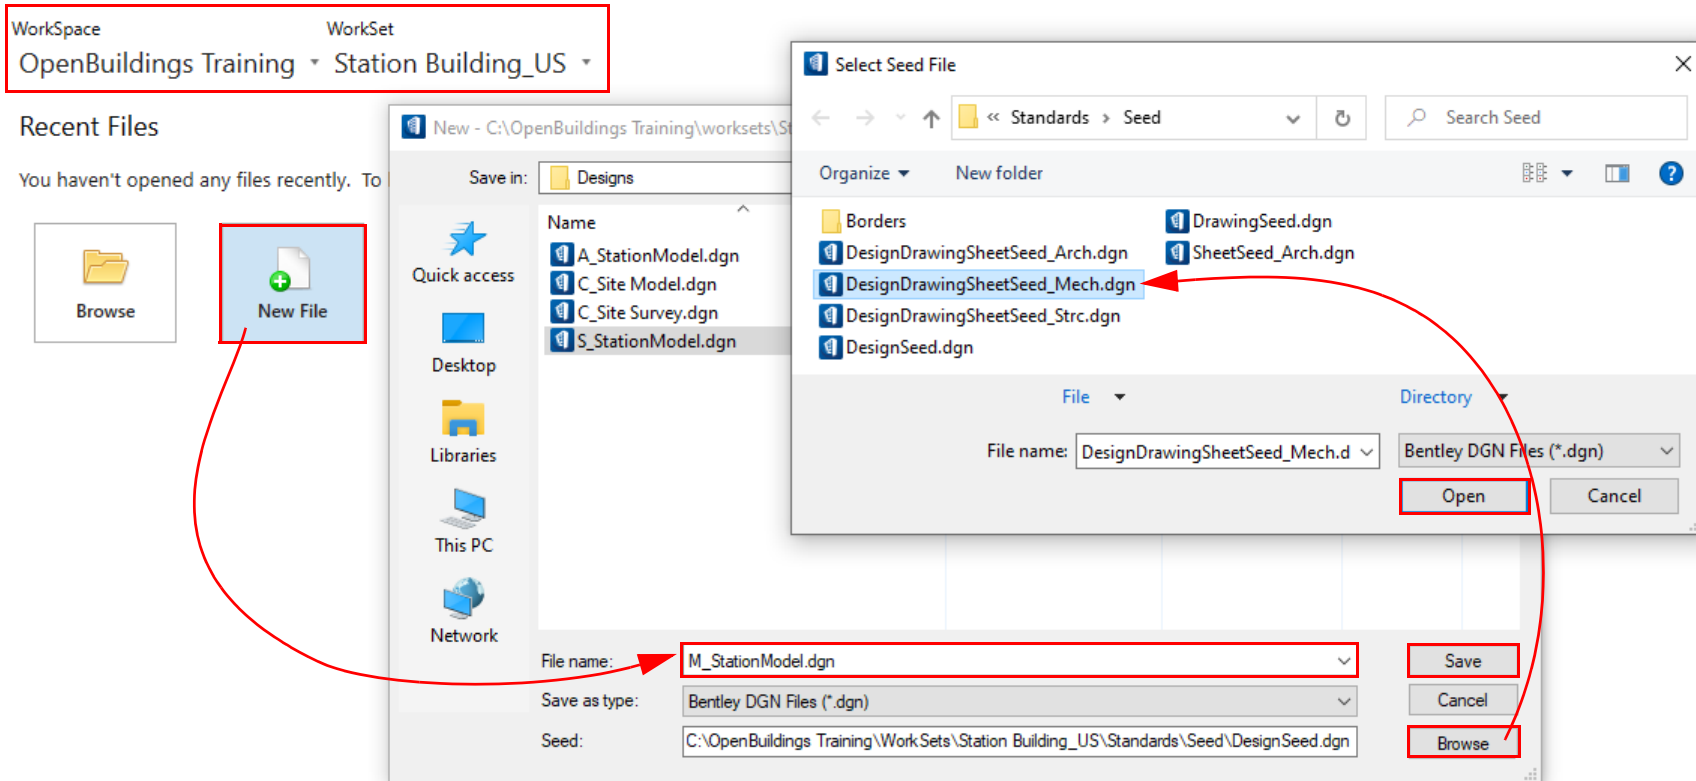 WorkSpace WorkSet
OpenBuildings Training Station Building_US
Recent Files
You haven't opened any files recently. To
Browse
New File
New - C:\OpenBuildings Training\worksets\St
Save in: Designs
Quick access
Desktop
Libraries
This PC
Network
Name
A_StationModel.dgn
C_Site Model.dgn
C_Site Survey.dgn
S_StationModel.dgn
File name: M_StationModel.dgn Save
Save as type: Bentley DGN Files (*.dgn) Cancel
Seed: C:\OpenBuildings Training\WorkSets\Station Building_US\Standards\Seed\DesignSeed.dgn Browse
Select Seed File
« Standards › Seed Search Seed
Organize New folder ?
Borders DrawingSeed.dgn
DesignDrawingSheetSeed_Arch.dgn SheetSeed_Arch.dgn
DesignDrawingSheetSeed_Mech.dgn
DesignDrawingSheetSeed_Strc.dgn
DesignSeed.dgn
File Directory
File name: DesignDrawingSheetSeed_Mech.d Bentley DGN Files (*.dgn)
Open Cancel